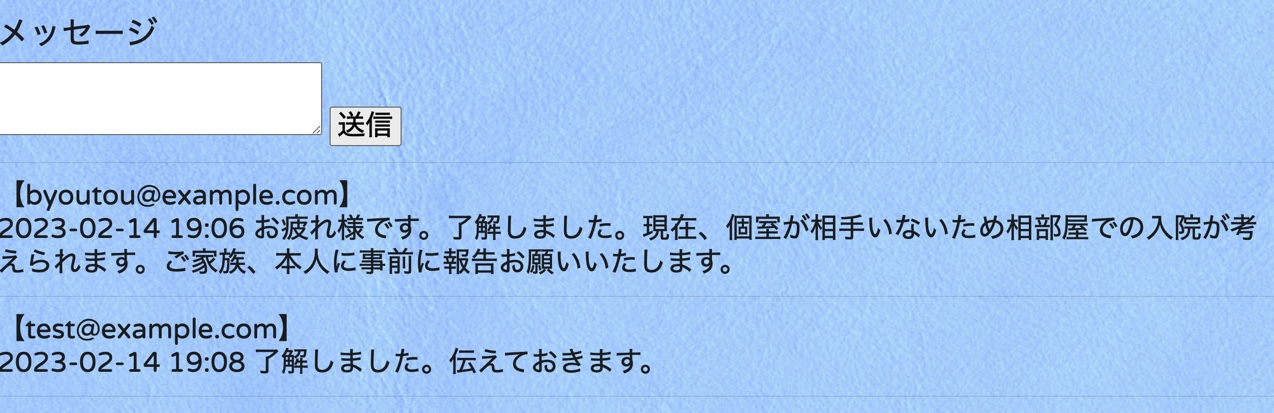 メッセージ
送信
【byoutou@example.com】
2023-02-14 19:06 お疲れ様です。了解しました。現在、個室が相手いないため相部屋での入院が考
えられます。ご家族、本人に事前に報告お願いいたします。
【test@example.com】
2023-02-14 19:08 了解しました。伝えておきます。